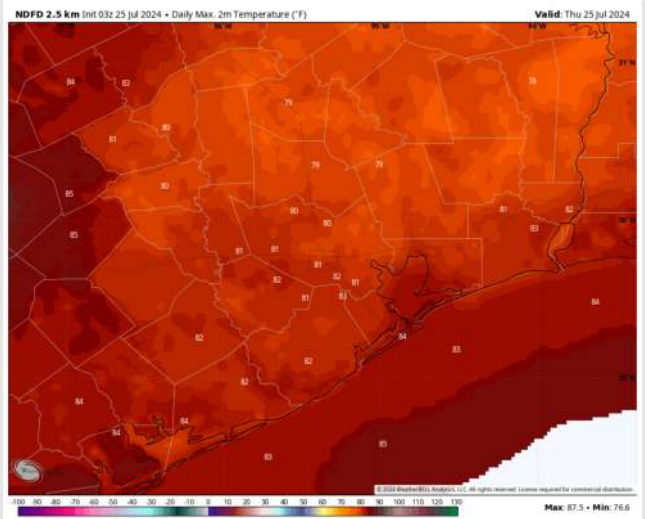 NDFD 2.5 km Init 03z 25 Jul 2024 • Daily Max. 2m Temperature (°F) Valid: Thu 25 Jul 2024
96°W 95°W 94°W
31°N
84 83 78
79
81 80
79 79
85 80
80 81 82
80 83
85
81 81
81
82 82 81
81 83 84
82 84 83
82
82
84
84
84
85
83
29°N
© 2024 WeatherBELL Analytics, LLC. All rights reserved. License required for commercial distribution.
-100 -90 -80 -70 -60 -50 -40 -30 -20 -10 0 10 20 30 40 50 60 70 80 90 100 110 120 130
Max: 87.5 • Min: 76.6